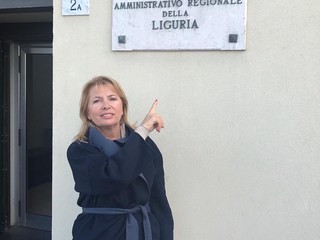 2A
AMMINISTRATIVO REGIONALE
DELLA
LIGURIA